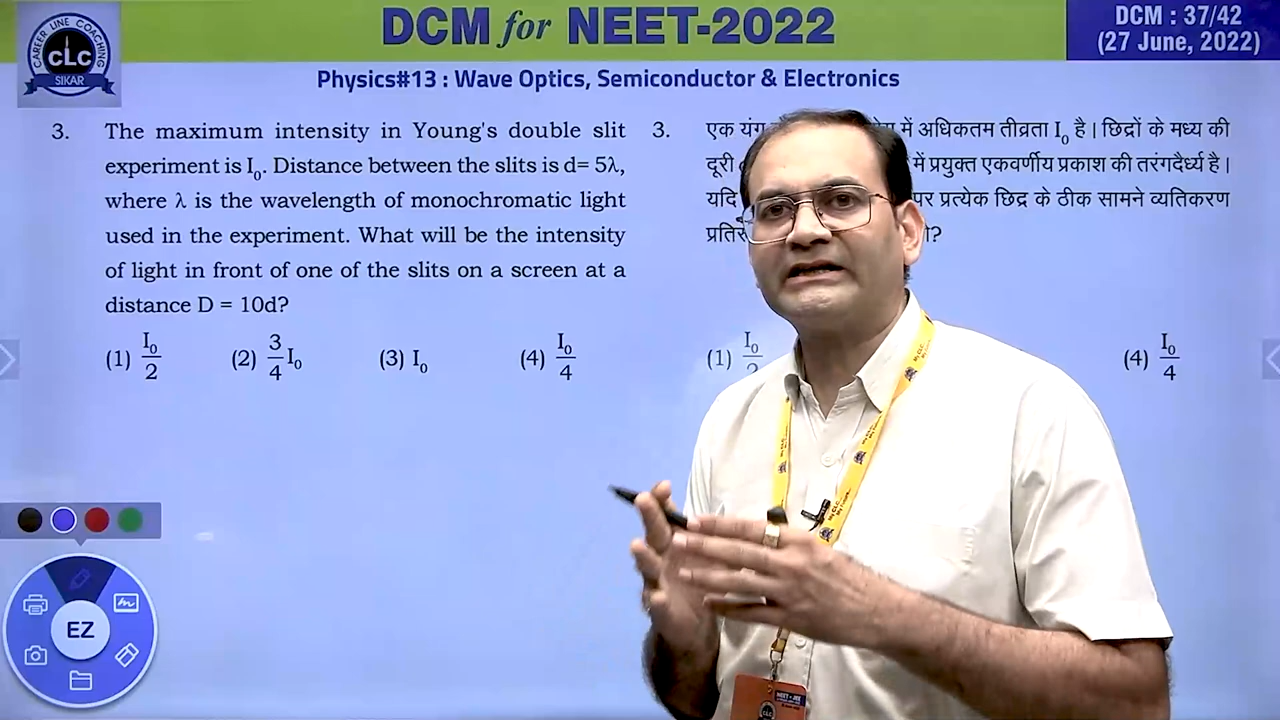 DCM for NEET-2022
DCM : 37/42
(27 June, 2022)
CAREER LINE COACHING
CLC
SIKAR
Physics#13 : Wave Optics, Semiconductor & Electronics
3. The maximum intensity in Young's double slit
experiment is I₀. Distance between the slits is d= 5λ,
where λ is the wavelength of monochromatic light
used in the experiment. What will be the intensity
of light in front of one of the slits on a screen at a
distance D = 10d?
(1) I₀/2 (2) 3/4 I₀ (3) I₀ (4) I₀/4
3. एक यंग में अधिकतम तीव्रता I₀ है। छिद्रों के मध्य की
दूरी में प्रयुक्त एकवर्णीय प्रकाश की तरंगदैर्ध्य है।
यदि पर प्रत्येक छिद्र के ठीक सामने व्यतिकरण
(1) I₀ (4) I₀/4
EZ
NEET - JEE
CLC